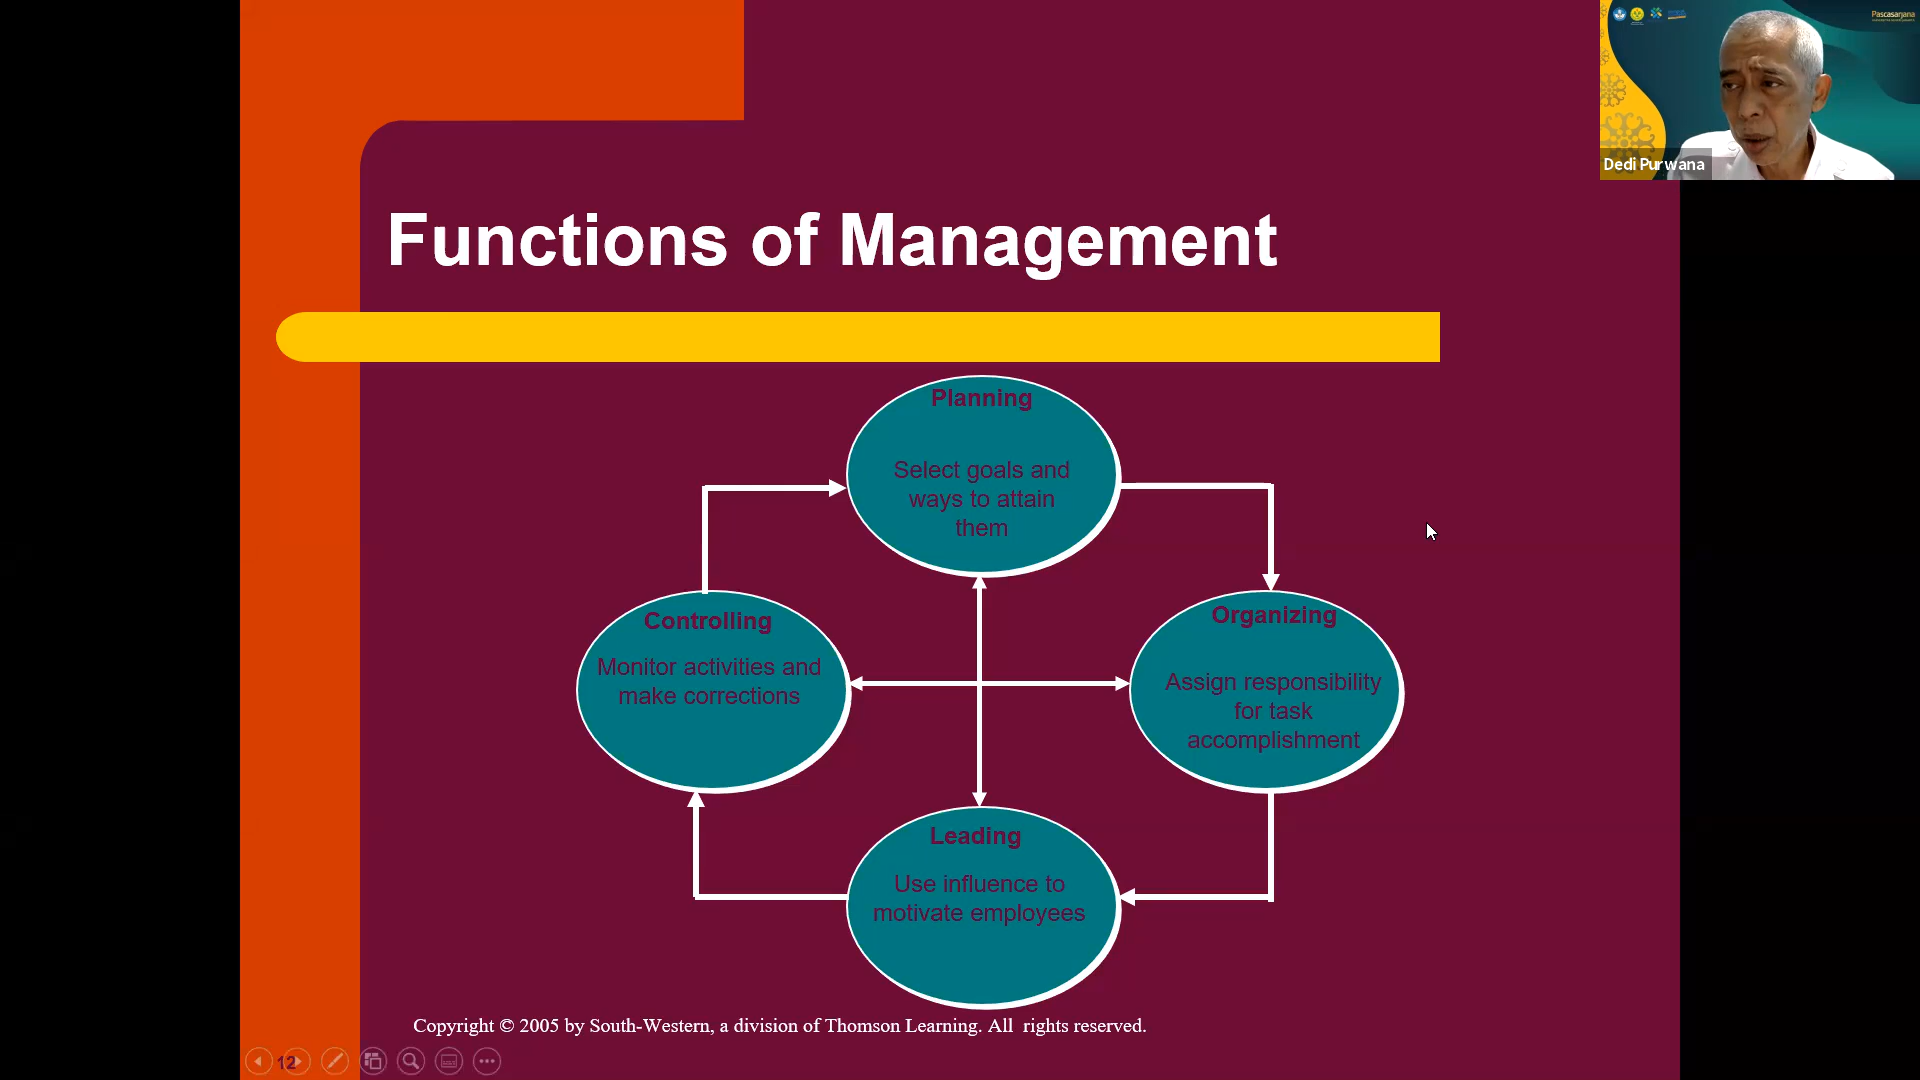 Pascasarjana
Dedi Purwana
Functions of Management
Planning
Select goals and
ways to attain
them
Controlling
Monitor activities and
make corrections
Organizing
Assign responsibility
for task
accomplishment
Leading
Use influence to
motivate employees
Copyright © 2005 by South-Western, a division of Thomson Learning. All  rights reserved.
12